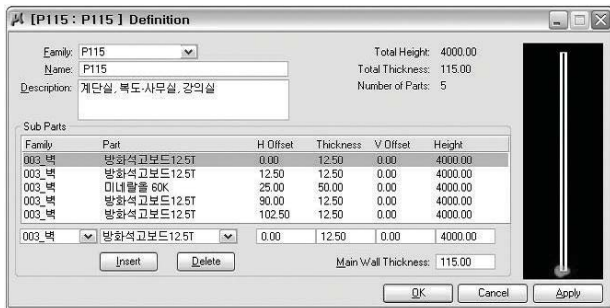 [P115 : P115 ] Definition
Family: P115 Total Height: 4000.00
Name: P115 Total Thickness: 115.00
Description: 계단실, 복도-사무실, 강의실 Number of Parts: 5
Sub Parts
Family Part H Offset Thickness V Offset Height
003_벽 방화석고보드12.5T 0.00 12.50 0.00 4000.00
003_벽 방화석고보드12.5T 12.50 12.50 0.00 4000.00
003_벽 미네랄울 60K 25.00 50.00 0.00 4000.00
003_벽 방화석고보드12.5T 90.00 12.50 0.00 4000.00
003_벽 방화석고보드12.5T 102.50 12.50 0.00 4000.00
003_벽 방화석고보드12.5T 0.00 12.50 0.00 4000.00
Insert Delete Main Wall Thickness: 115.00
OK Cancel Apply